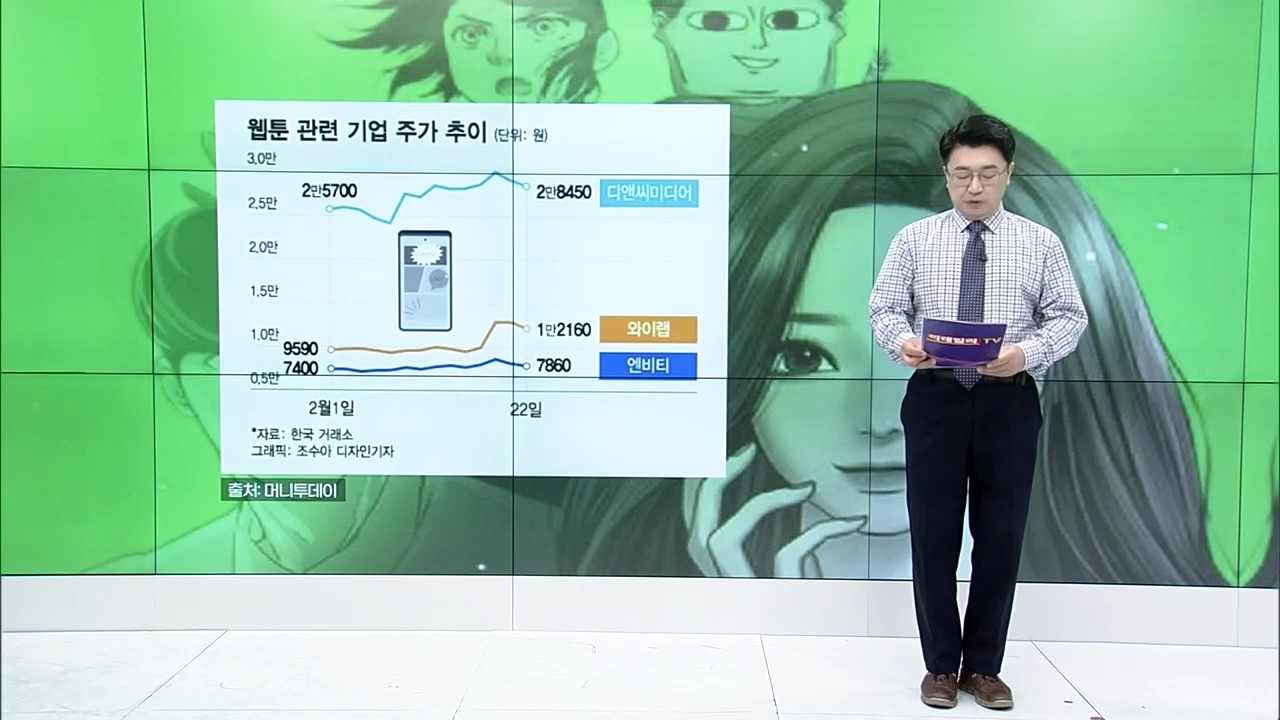 웹툰 관련 기업 주가 추이 (단위: 원)
3.0만
2만5700
2만8450 디앤씨미디어
2.5만
2.0만
1.5만
1.0만
1만2160 와이랩
9590
7400
7860 엔비티
0.5만
2월1일 22일
*자료: 한국 거래소
그래픽: 조수아 디자인기자
출처: 머니투데이
이데일리 TV